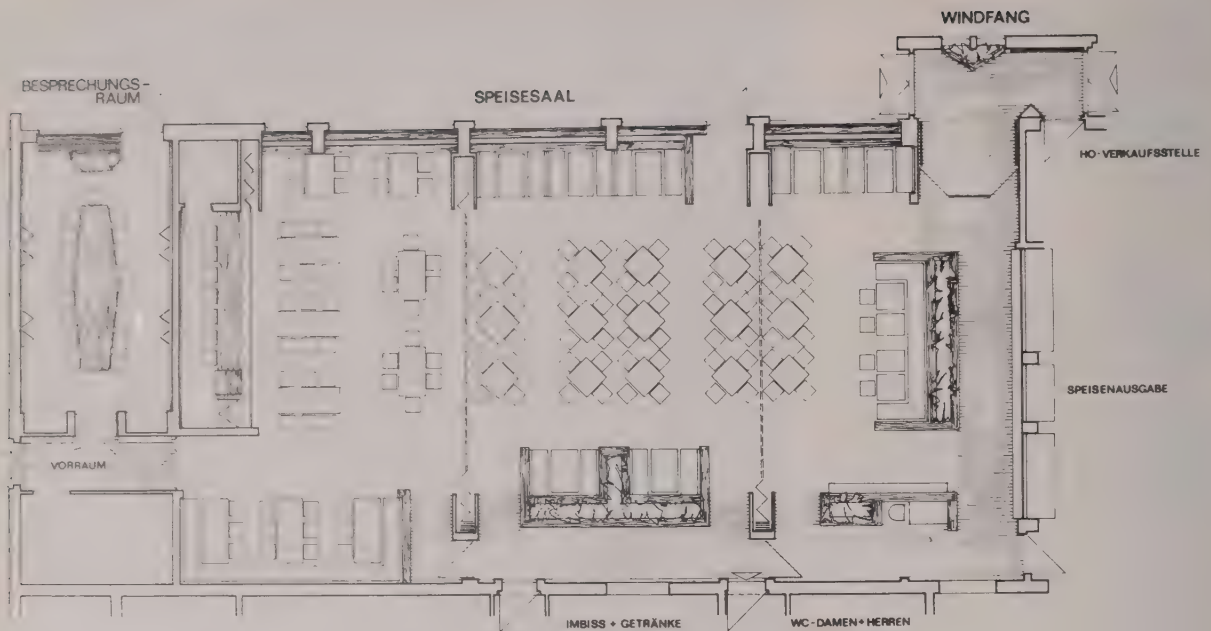 WINDFANG
BESPRECHUNGS-
RAUM
SPEISESAAL
HO-VERKAUFSSTELLE
SPEISENAUSGABE
VORRAUM
IMBISS + GETRÄNKE
WC-DAMEN+HERREN